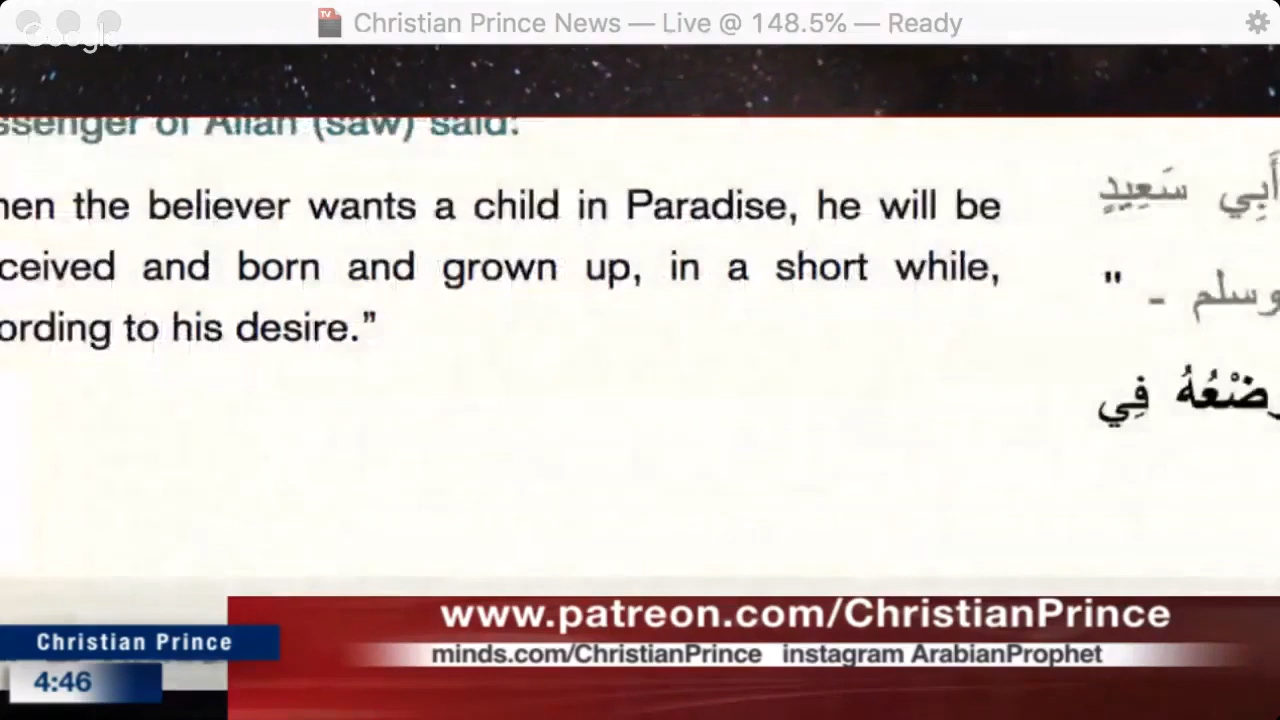 Christian Prince News — Live @ 148.5% — Ready
Google
ssenger of Allah (saw) said:
hen the believer wants a child in Paradise, he will be
ceived and born and grown up, in a short while,
ording to his desire.”
أَبِي سَعِيدٍ
وسلم ـ "
وَضْعُهُ فِي
www.patreon.com/ChristianPrince
minds.com/ChristianPrince instagram ArabianProphet
Christian Prince
4:46